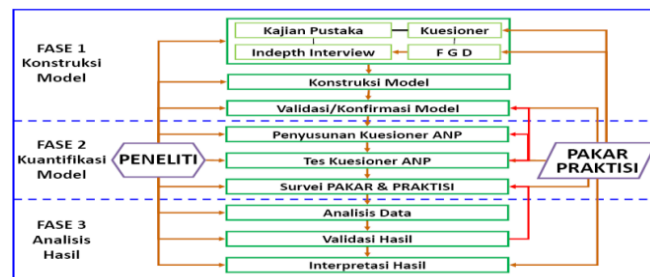 FASE 1
Konstruksi
Model
Kajian Pustaka
Kuesioner
Indepth Interview
F G D
Konstruksi Model
Validasi/Konfirmasi Model
FASE 2
Kuantifikasi
Model
PENELITI
Penyusunan Kuesioner ANP
Tes Kuesioner ANP
Survei PAKAR & PRAKTISI
PAKAR
PRAKTISI
FASE 3
Analisis
Hasil
Analisis Data
Validasi Hasil
Interpretasi Hasil